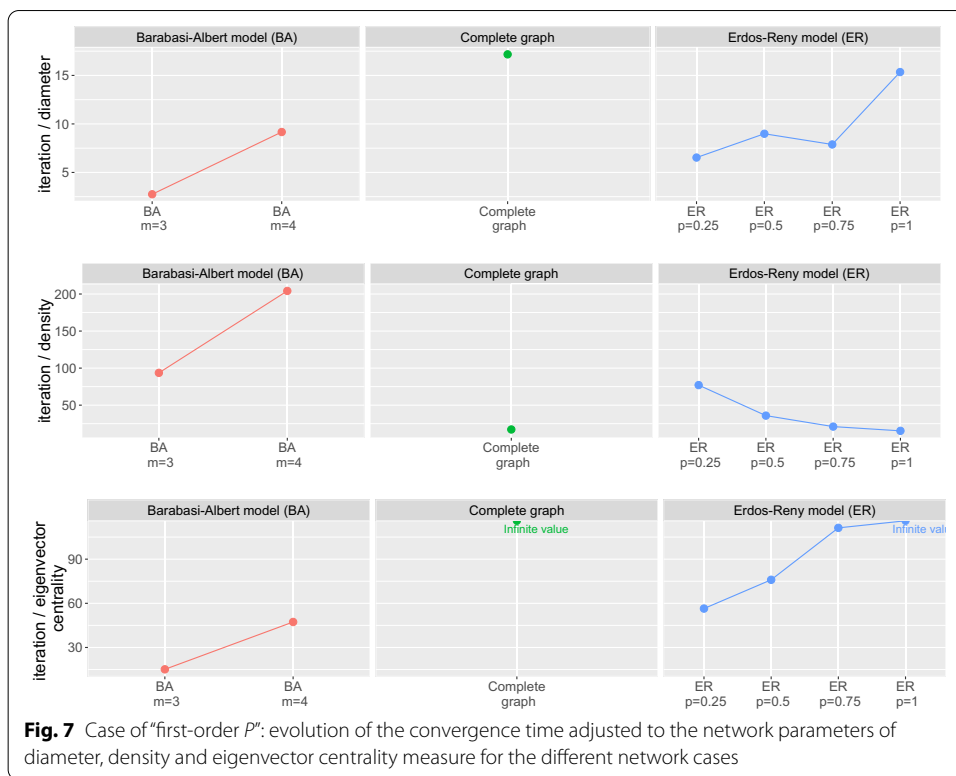 Barabasi-Albert model (BA)
Complete graph
Erdos-Reny model (ER)
iteration / diameter
15
10
5
BA
m=3
BA
m=4
Complete
graph
ER
p=0.25
ER
p=0.5
ER
p=0.75
ER
p=1
Barabasi-Albert model (BA)
Complete graph
Erdos-Reny model (ER)
iteration / density
200
150
100
50
BA
m=3
BA
m=4
Complete
graph
ER
p=0.25
ER
p=0.5
ER
p=0.75
ER
p=1
Barabasi-Albert model (BA)
Complete graph
Erdos-Reny model (ER)
iteration / eigenvector
centrality
90
60
30
Infinite value
Infinite valu
BA
m=3
BA
m=4
Complete
graph
ER
p=0.25
ER
p=0.5
ER
p=0.75
ER
p=1
Fig. 7 Case of "first-order P": evolution of the convergence time adjusted to the network parameters of
diameter, density and eigenvector centrality measure for the different network cases